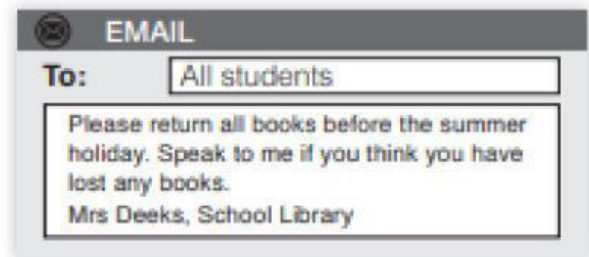 EMAIL
To: All students
Please return all books before the summer
holiday. Speak to me if you think you have
lost any books.
Mrs Deeks, School Library